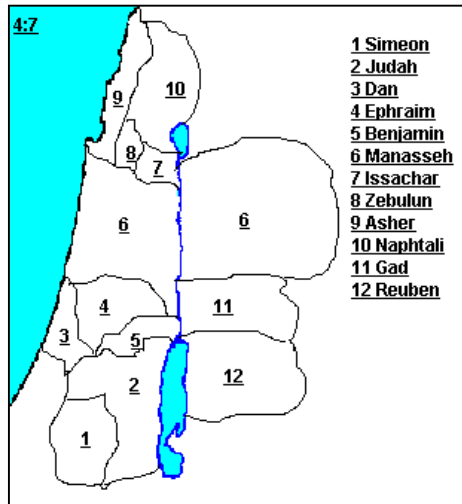 4:7
1 Simeon
2 Judah
3 Dan
4 Ephraim
5 Benjamin
6 Manasseh
7 Issachar
8 Zebulun
9 Asher
10 Naphtali
11 Gad
12 Reuben
10
9
8
7
6
6
4
11
3
5
2
12
1